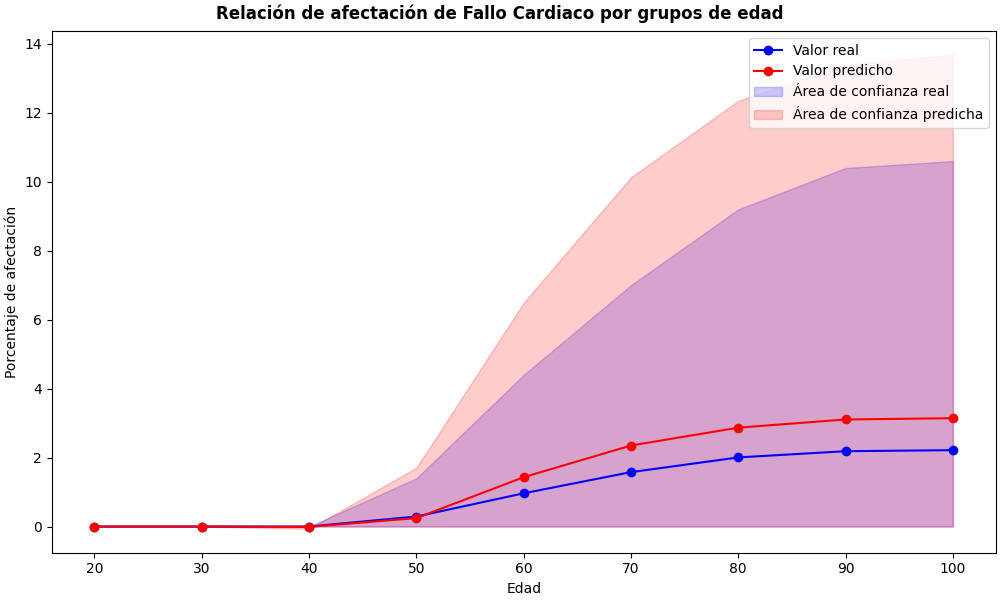 Relación de afectación de Fallo Cardiaco por grupos de edad
14
12
10
8
6
4
2
0
Porcentaje de afectación
Valor real
Valor predicho
Área de confianza real
Área de confianza predicha
20 30 40 50 60 70 80 90 100
Edad